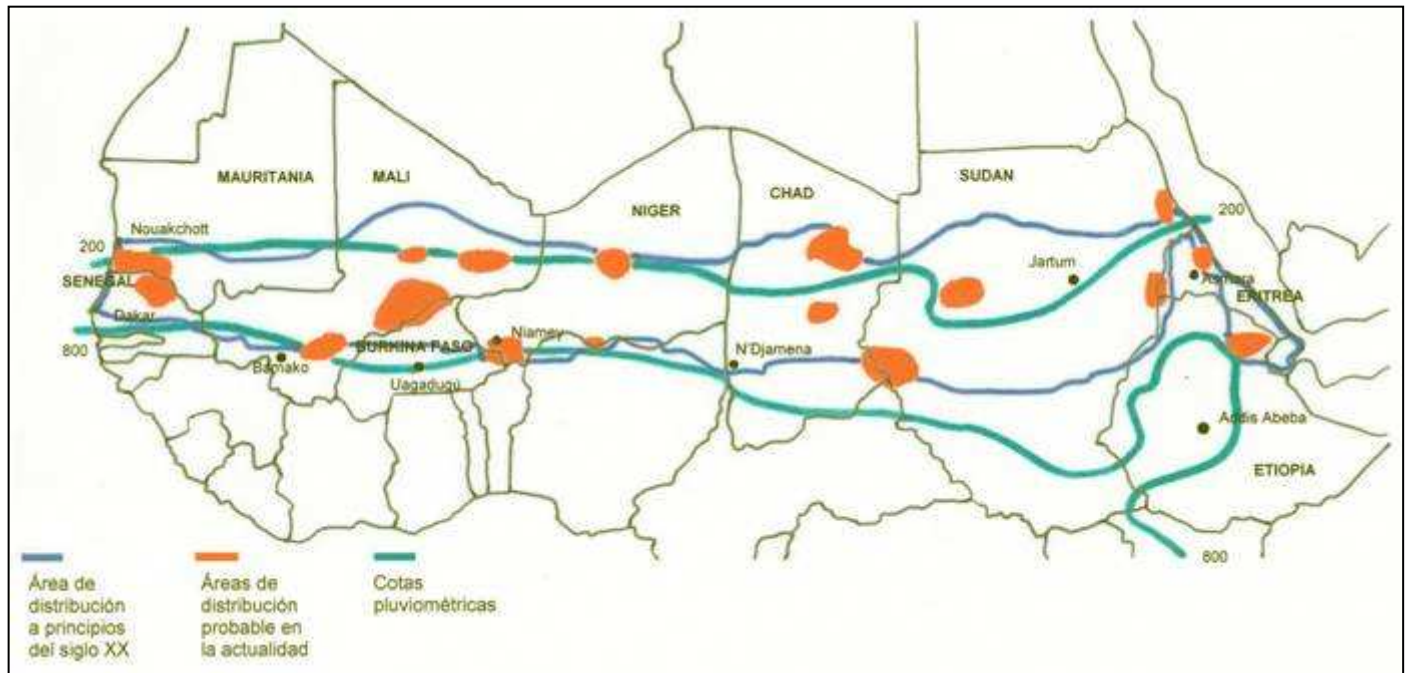 MAURITANIA
MALI
NIGER
CHAD
SUDAN
200
Nouakchott
200
SENEGAL
Jartum
Asmara
ERITREA
Dakar
800
Bamako
BURKINA FASO
Niamey
Uagadugú
N'Djamena
Addis Abeba
ETIOPIA
800
Área de
distribución
a principios
del siglo XX
Áreas de
distribución
probable en
la actualidad
Cotas
pluviométricas